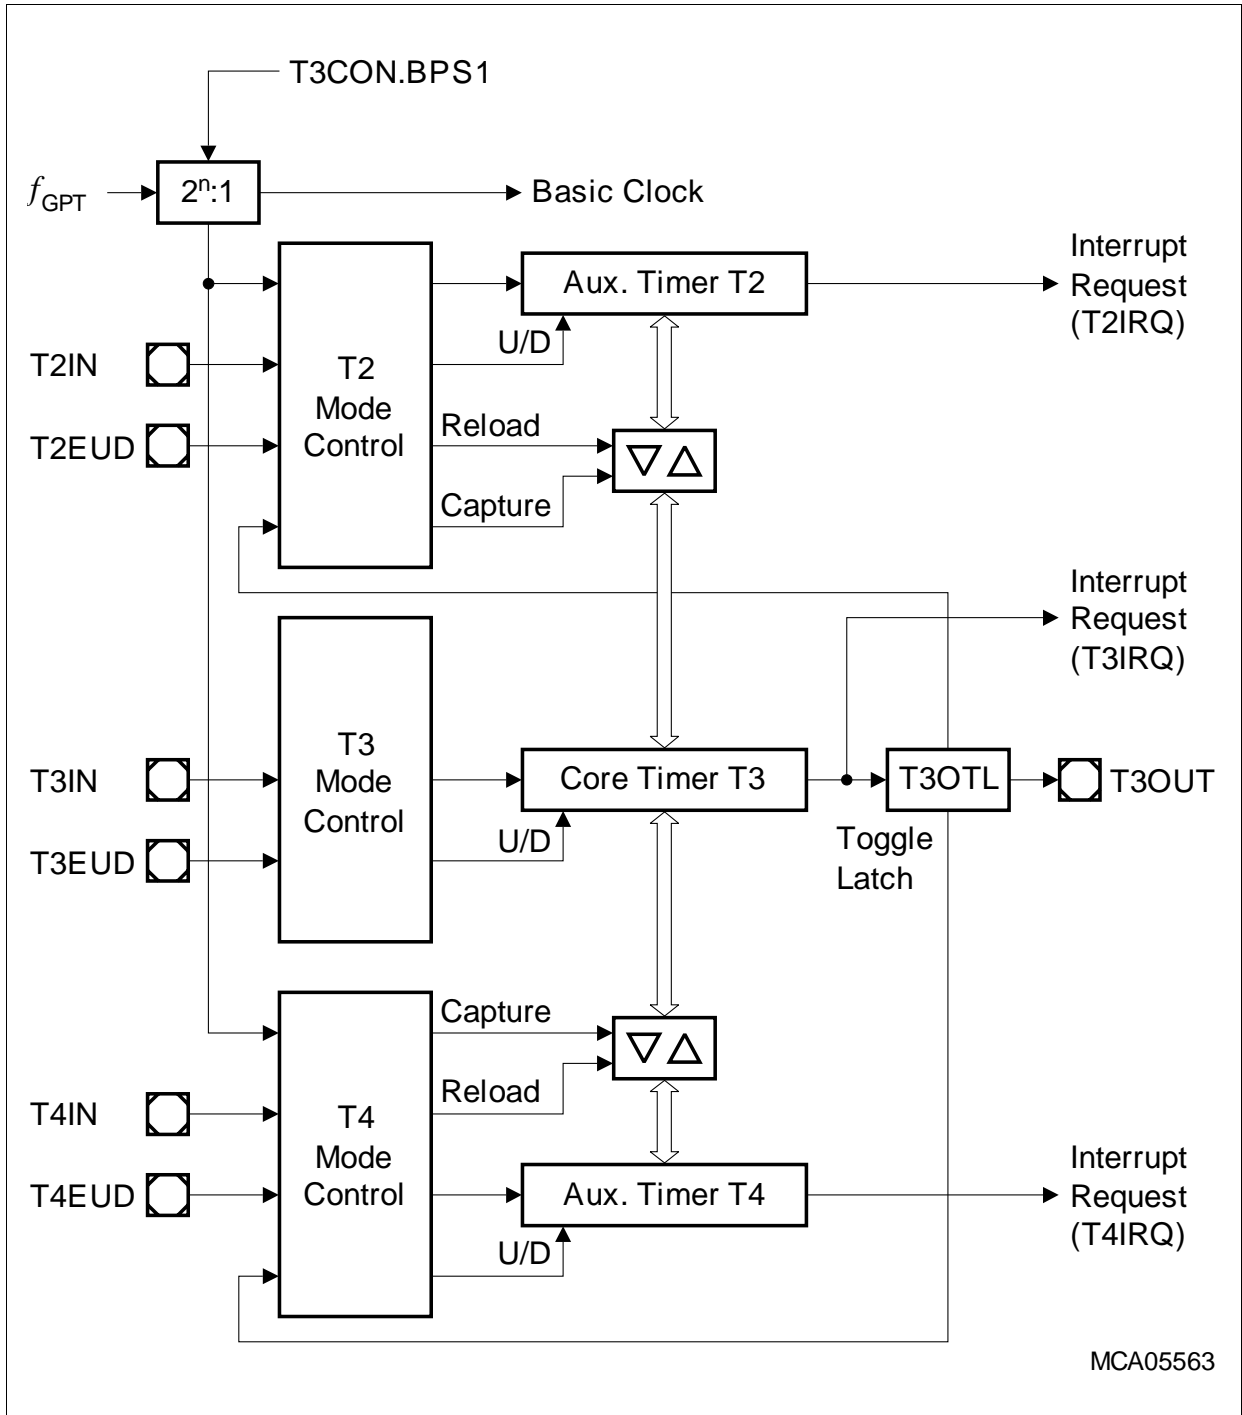 T3CON.BPS1
fGPT
2n:1
Basic Clock
Interrupt
Request
(T2IRQ)
Aux. Timer T2
U/D
T2IN
T2
Mode
Control
T2EUD
Reload
Capture
Interrupt
Request
(T3IRQ)
T3IN
T3
Mode
Control
Core Timer T3
T3OTL
T3OUT
U/D
Toggle
Latch
T3EUD
Capture
Reload
T4IN
T4
Mode
Control
T4EUD
Aux. Timer T4
U/D
Interrupt
Request
(T4IRQ)
MCA05563